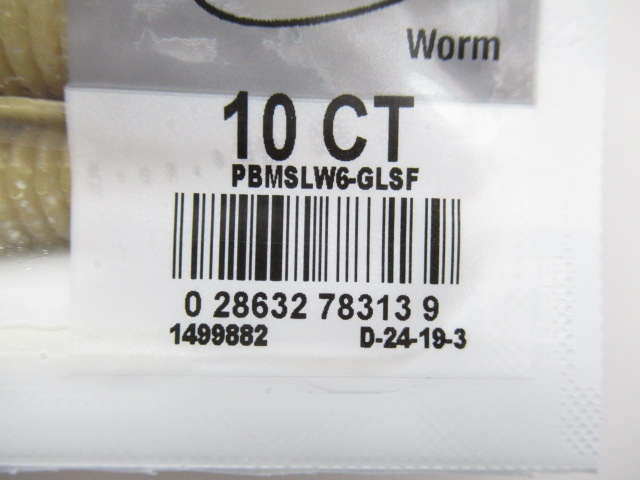 Worm
10 CT
PBMSLW6-GLSF
0 28632 78313 9
1499882 D-24-19-3